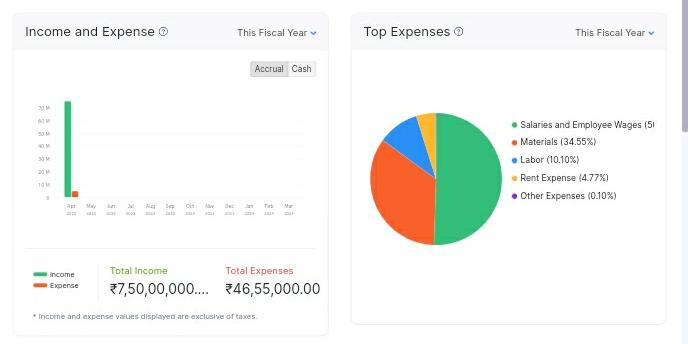 Income and Expense
This Fiscal Year
Accrual Cash
70 M
60 M
50 M
40 M
30 M
20 M
10 M
0
Apr May Jun Jul Aug Sep Oct Nov Dec Jan Feb Mar
2023 2023 2023 2023 2023 2023 2023 2023 2023 2024 2024 2024
Income
Expense
Total Income
₹7,50,00,000....
Total Expenses
₹46,55,000.00
* Income and expense values displayed are exclusive of taxes.
Top Expenses
This Fiscal Year
Salaries and Employee Wages (50
Materials (34.55%)
Labor (10.10%)
Rent Expense (4.77%)
Other Expenses (0.10%)